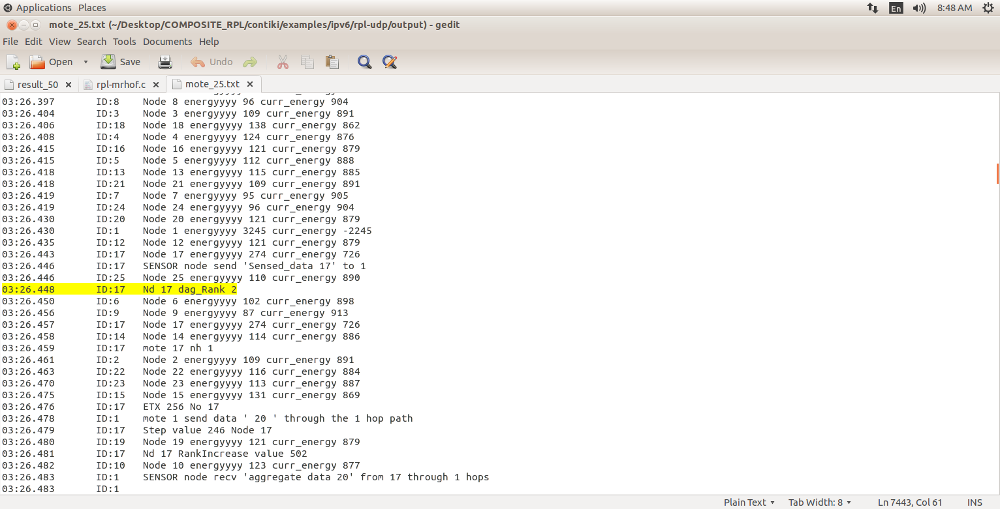 Applications Places En 8:48 AM
mote_25.txt (~/Desktop/COMPOSITE_RPL/contiki/examples/ipv6/rpl-udp/output) - gedit
File Edit View Search Tools Documents Help
Open Save Undo
result_50 rpl-mrhof.c mote_25.txt
03:26.397 ID:8 Node 8 energyyyy 96 curr_energy 904
03:26.404 ID:3 Node 3 energyyyy 109 curr_energy 891
03:26.406 ID:18 Node 18 energyyyy 138 curr_energy 862
03:26.408 ID:4 Node 4 energyyyy 124 curr_energy 876
03:26.415 ID:16 Node 16 energyyyy 121 curr_energy 879
03:26.415 ID:5 Node 5 energyyyy 112 curr_energy 888
03:26.418 ID:13 Node 13 energyyyy 115 curr_energy 885
03:26.418 ID:21 Node 21 energyyyy 109 curr_energy 891
03:26.419 ID:7 Node 7 energyyyy 95 curr_energy 905
03:26.419 ID:24 Node 24 energyyyy 96 curr_energy 904
03:26.430 ID:20 Node 20 energyyyy 121 curr_energy 879
03:26.430 ID:1 Node 1 energyyyy 3245 curr_energy -2245
03:26.435 ID:12 Node 12 energyyyy 121 curr_energy 879
03:26.443 ID:17 Node 17 energyyyy 274 curr_energy 726
03:26.446 ID:17 SENSOR node send 'Sensed_data 17' to 1
03:26.446 ID:25 Node 25 energyyyy 110 curr_energy 890
03:26.448 ID:17 Nd 17 dag_Rank 2
03:26.450 ID:6 Node 6 energyyyy 102 curr_energy 898
03:26.456 ID:9 Node 9 energyyyy 87 curr_energy 913
03:26.457 ID:17 Node 17 energyyyy 274 curr_energy 726
03:26.458 ID:14 Node 14 energyyyy 114 curr_energy 886
03:26.459 ID:17 mote 17 nh 1
03:26.461 ID:2 Node 2 energyyyy 109 curr_energy 891
03:26.463 ID:22 Node 22 energyyyy 116 curr_energy 884
03:26.470 ID:23 Node 23 energyyyy 113 curr_energy 887
03:26.475 ID:15 Node 15 energyyyy 131 curr_energy 869
03:26.476 ID:17 ETX 256 No 17
03:26.478 ID:1 mote 1 send data ' 20 ' through the 1 hop path
03:26.479 ID:17 Step value 246 Node 17
03:26.480 ID:19 Node 19 energyyyy 121 curr_energy 879
03:26.481 ID:17 Nd 17 RankIncrease value 502
03:26.482 ID:10 Node 10 energyyyy 123 curr_energy 877
03:26.483 ID:1 SENSOR node recv 'aggregate data 20' from 17 through 1 hops
03:26.483 ID:1
Plain Text Tab Width: 8 Ln 7443, Col 61 INS